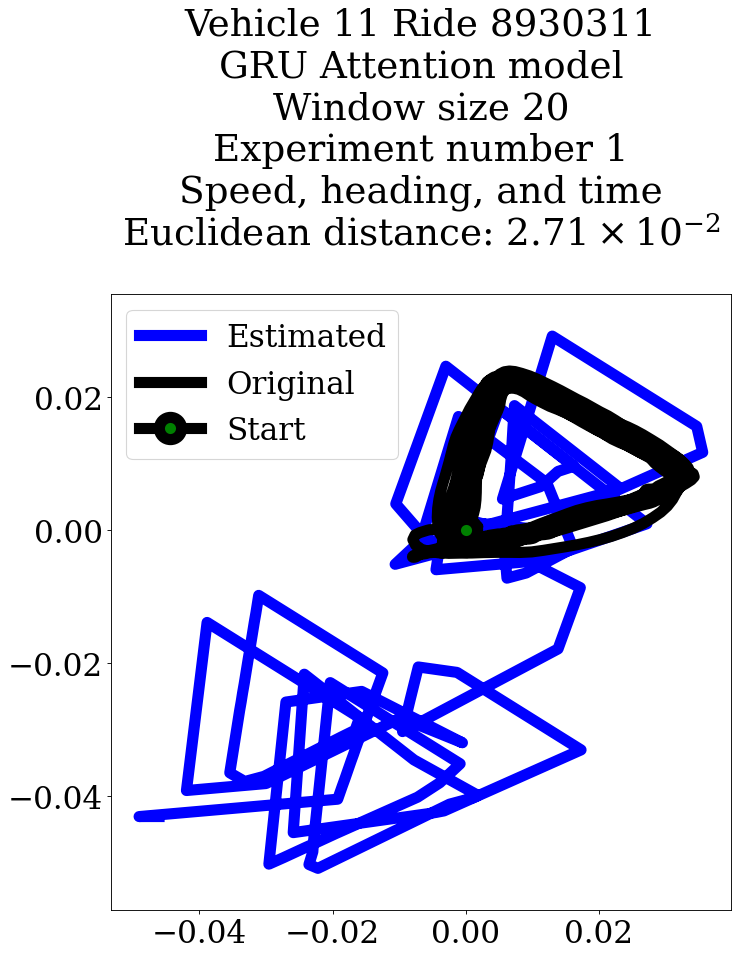 Vehicle 11 Ride 8930311
GRU Attention model
Window size 20
Experiment number 1
Speed, heading, and time
Euclidean distance: 2.71 × 10⁻²
Estimated
Original
Start
0.02
0.00
−0.02
−0.04
−0.04
−0.02
0.00
0.02